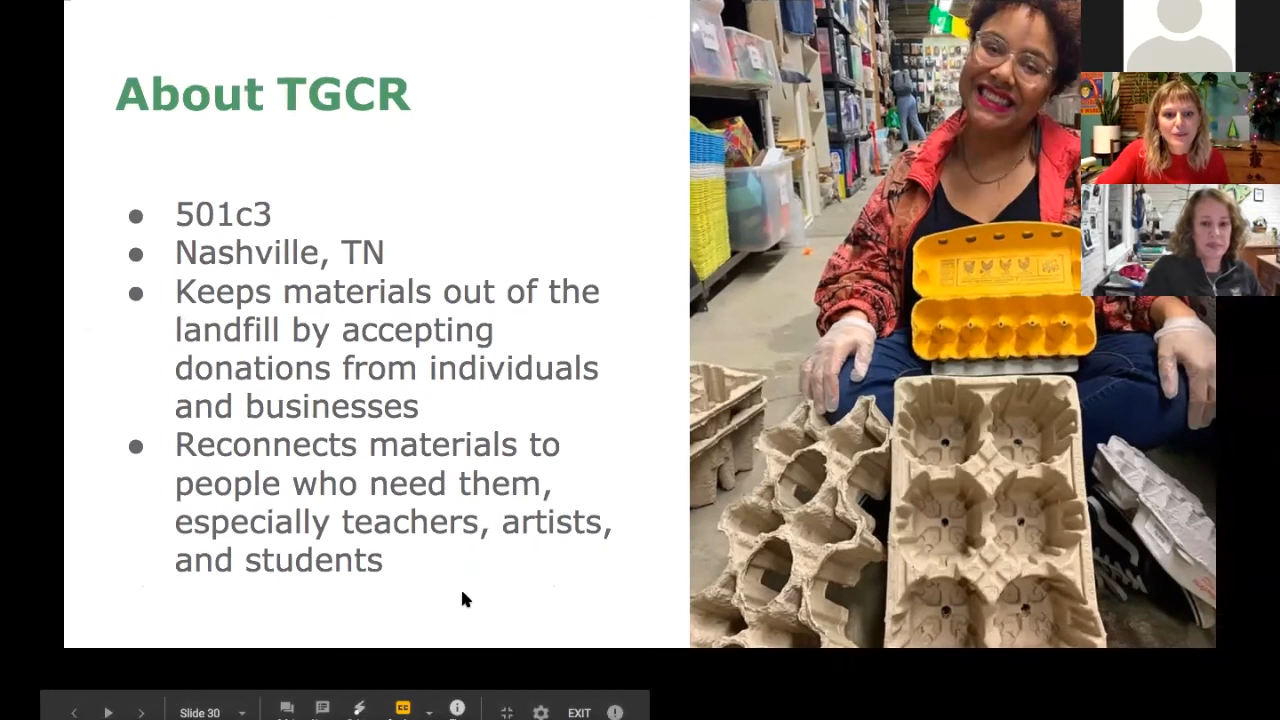 About TGCR
501c3
Nashville, TN
Keeps materials out of the
landfill by accepting
donations from individuals
and businesses
Reconnects materials to
people who need them,
especially teachers, artists,
and students
Slide 30
CC
EXIT